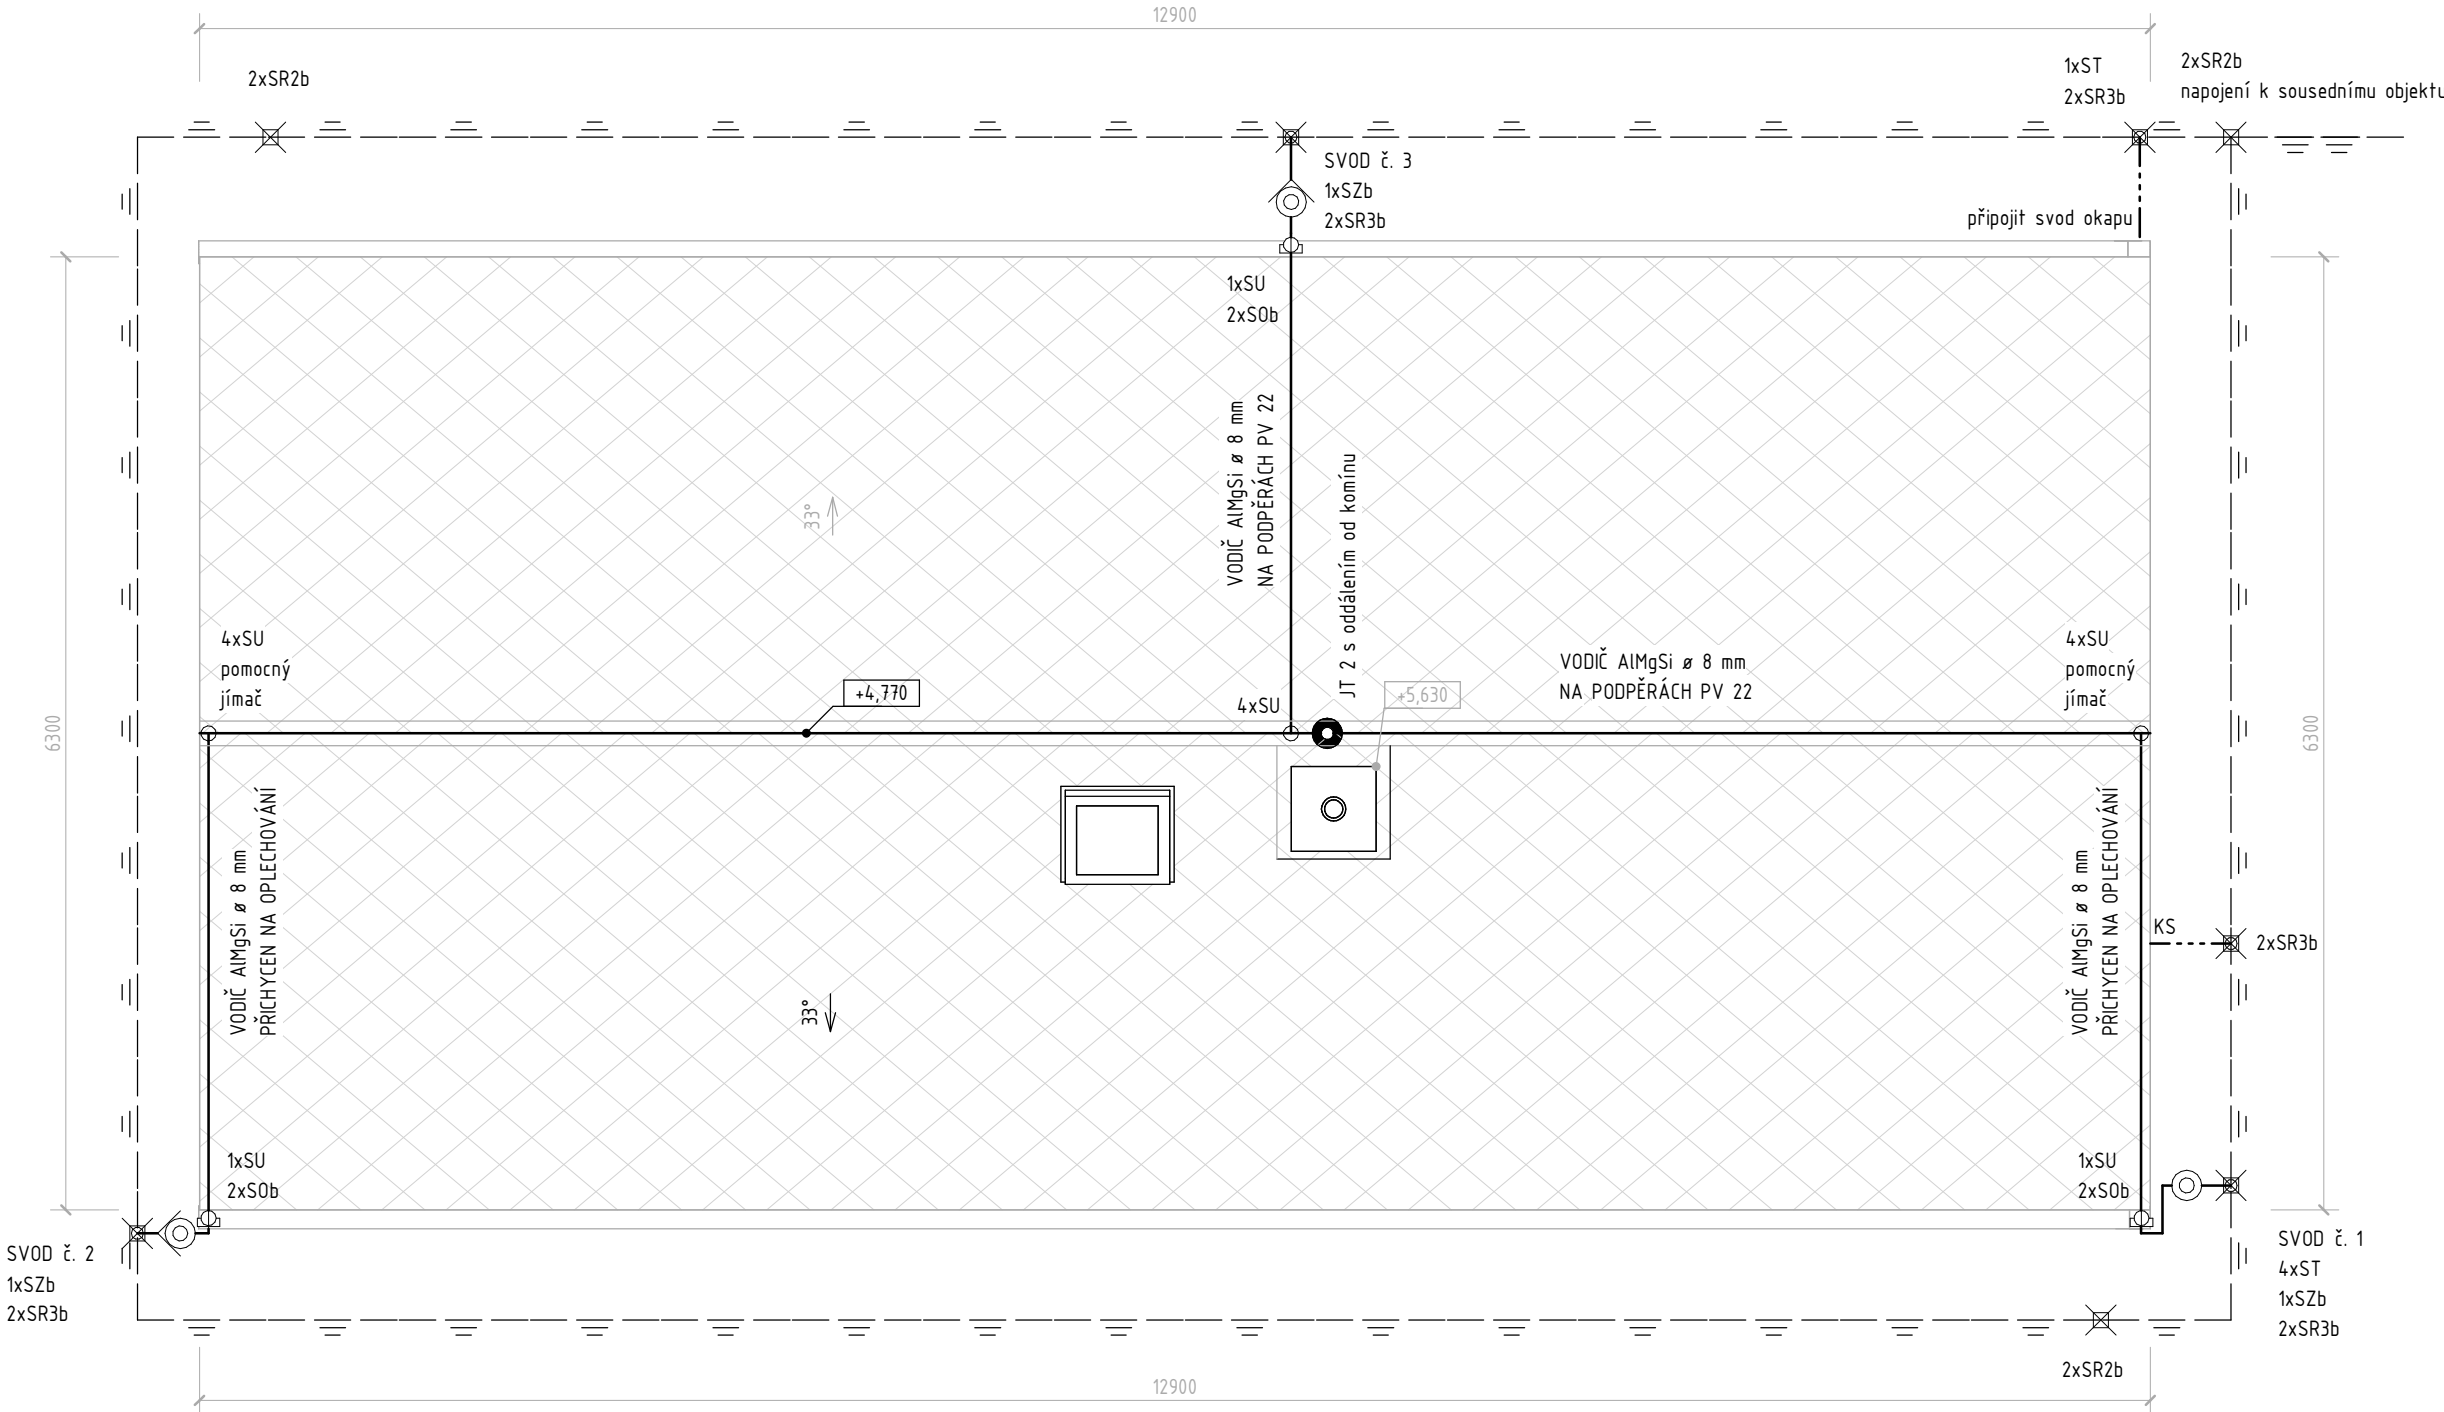 12900
2xSR2b
1xST
2xSR3b
2xSR2b
napojení k sousednímu objektu
SVOD č. 3
1xSZb
2xSR3b
připojit svod okapu
1xSU
2xSOb
VODIČ AlMgSi ø 8 mm
NA PODPĚRÁCH PV 22
JT 2 s oddálením od komínu
33°
4xSU
pomocný
jímač
+4,770
4xSU
+5,630
VODIČ AlMgSi ø 8 mm
NA PODPĚRÁCH PV 22
4xSU
pomocný
jímač
6300
6300
VODIČ AlMgSi ø 8 mm
PŘICHYCEN NA OPLECHOVÁNÍ
33°
VODIČ AlMgSi ø 8 mm
PŘICHYCEN NA OPLECHOVÁNÍ
KS
2xSR3b
1xSU
2xSOb
1xSU
2xSOb
SVOD č. 2
1xSZb
2xSR3b
SVOD č. 1
4xST
1xSZb
2xSR3b
2xSR2b
12900